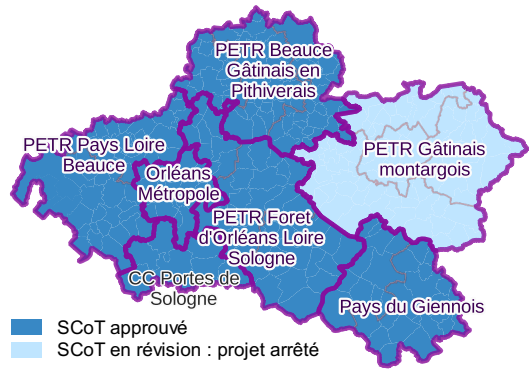 PETR Beauce
Gâtinais en
Pithiverais
PETR Pays Loire
Beauce
PETR Gâtinais
montargois
Orléans
Métropole
PETR Foret
d'Orléans Loire
Sologne
CC Portes de
Sologne
Pays du Giennois
SCoT approuvé
SCoT en révision : projet arrêté